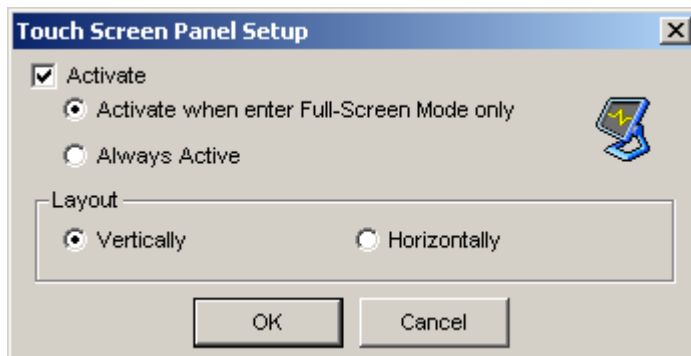 Touch Screen Panel Setup
Activate
Activate when enter Full-Screen Mode only
Always Active
Layout
Vertically Horizontally
OK Cancel